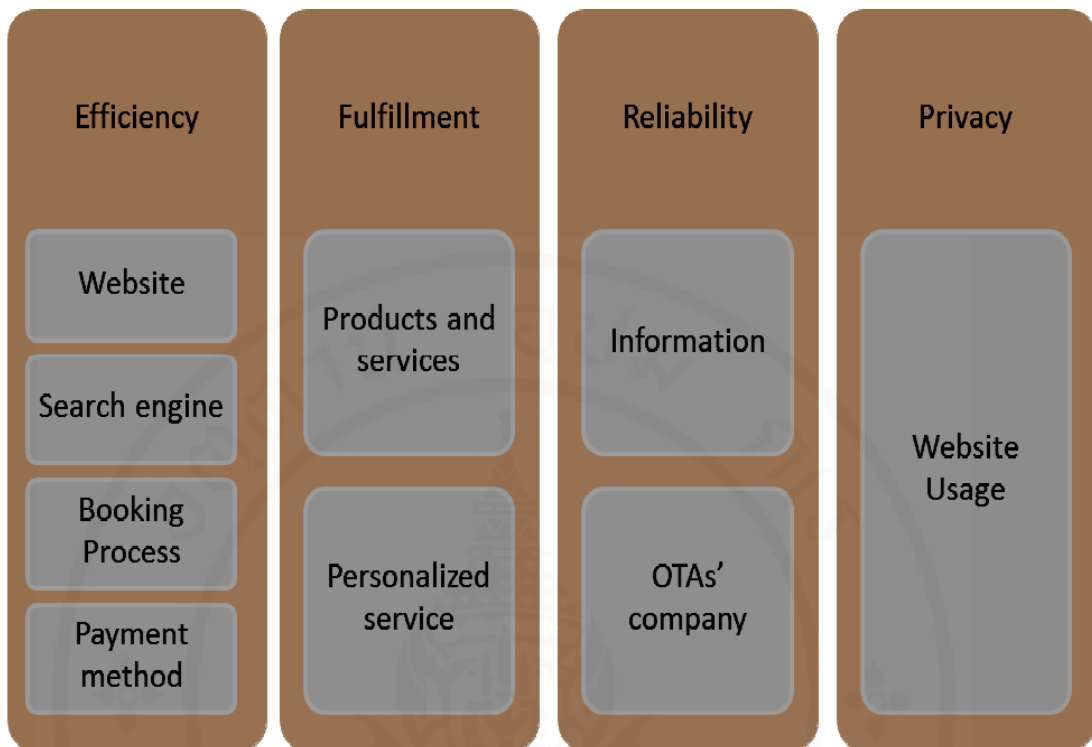 Efficiency
Website
Search engine
Booking
Process
Payment
method
Fulfillment
Products and
services
Personalized
service
Reliability
Information
OTAs’
company
Privacy
Website
Usage